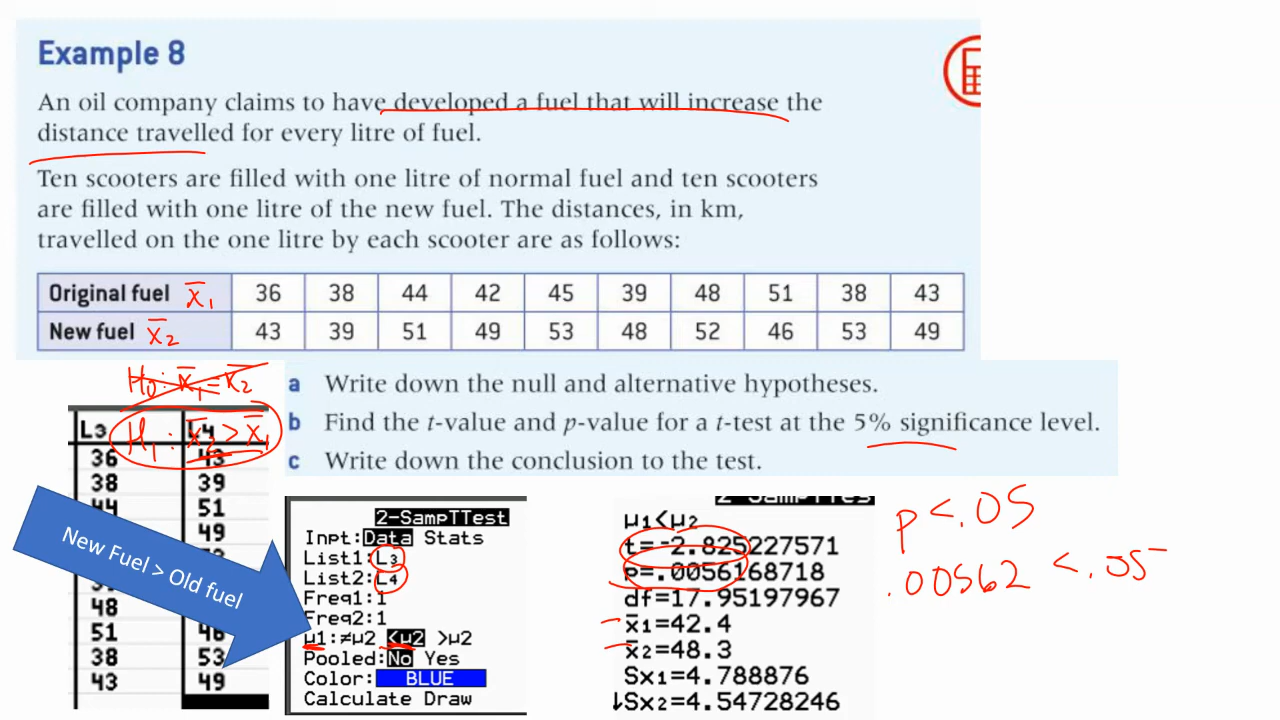 Example 8
An oil company claims to have developed a fuel that will increase the
distance travelled for every litre of fuel.
Ten scooters are filled with one litre of normal fuel and ten scooters
are filled with one litre of the new fuel. The distances, in km,
travelled on the one litre by each scooter are as follows:
Original fuel x̄₁ 36 38 44 42 45 39 48 51 38 43
New fuel x̄₂ 43 39 51 49 53 48 52 46 53 49
H₀: x̄₁ = x̄₂
H₁: x̄₂ > x̄₁
a Write down the null and alternative hypotheses.
b Find the t-value and p-value for a t-test at the 5% significance level.
c Write down the conclusion to the test.
L3 L4
36 43
38 39
44 51
49
48
51 46
38 53
43 49
New Fuel > Old fuel
2-SampTTest
Inpt:Data Stats
List1:L3
List2:L4
Freq1:1
Freq2:1
μ1:≠μ2 <μ2 >μ2
Pooled:No Yes
Color: BLUE
Calculate Draw
2-SampTTes
μ1<μ2
t=-2.825227571
p=.0056168718
df=17.95197967
x̄1=42.4
x̄2=48.3
Sx1=4.788876
↓Sx2=4.54728246
p < .05
.00562 < .05